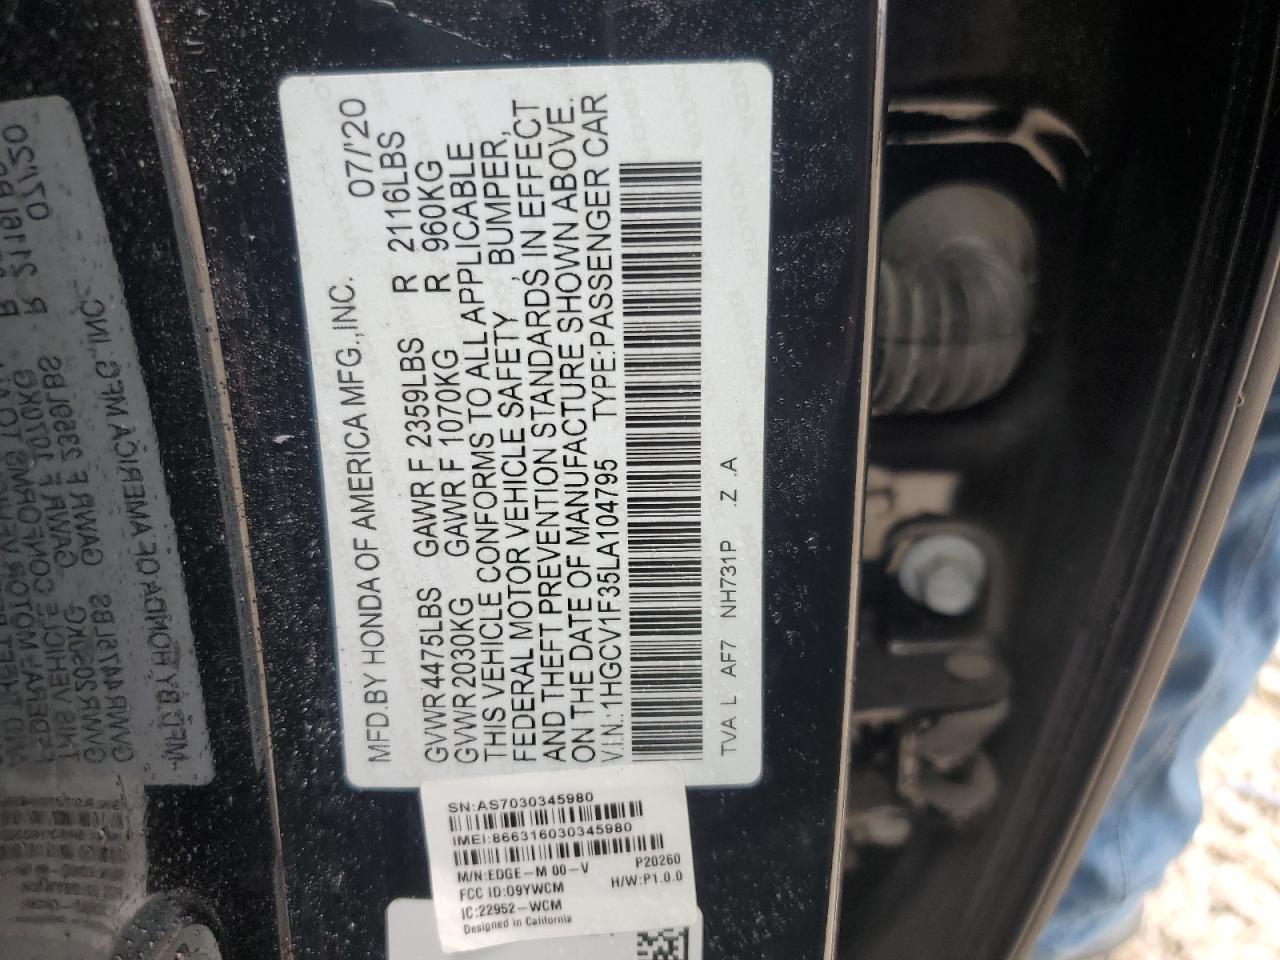 MFD.BY HONDA OF AMERICA MFG.,INC. 07/'20
GVWR 4475LBS GAWR F 2359LBS R 2116LBS
GVWR 2030KG GAWR F 1070KG R 960KG
THIS VEHICLE CONFORMS TO ALL APPLICABLE
FEDERAL MOTOR VEHICLE SAFETY, BUMPER,
AND THEFT PREVENTION STANDARDS IN EFFECT
ON THE DATE OF MANUFACTURE SHOWN ABOVE.
V.I.N.:1HGCV1F35LA104795 TYPE:PASSENGER CAR
TVA L AF7 NH731P .Z .A
SN:AS7030345980
IMEI:866316030345980
M/N:EDGE-M 00-V P20260
FCC ID:09YWCM H/W:P1.0.0
IC:22952-WCM
Designed in California